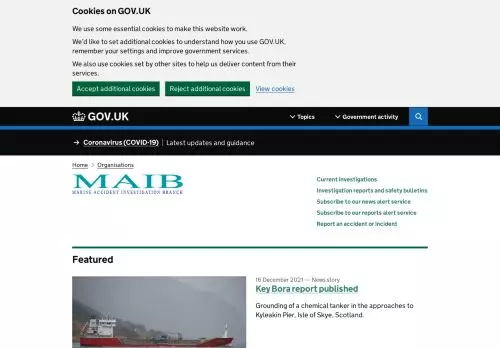 Cookies on GOV.UK
We use some essential cookies to make this website work.
We'd like to set additional cookies to understand how you use GOV.UK,
remember your settings and improve government services.
We also use cookies set by other sites to help us deliver content from their
services.
Accept additional cookies
Reject additional cookies
View cookies
GOV.UK
Topics
Government activity
→ Coronavirus (COVID-19) | Latest updates and guidance
Home > Organisations
MAIB
MARINE ACCIDENT INVESTIGATION BRANCH
Current investigations
Investigation reports and safety bulletins
Subscribe to our news alert service
Subscribe to our reports alert service
Report an accident or incident
Featured
16 December 2021 — News story
Key Bora report published
Grounding of a chemical tanker in the approaches to
Kyleakin Pier, Isle of Skye, Scotland.